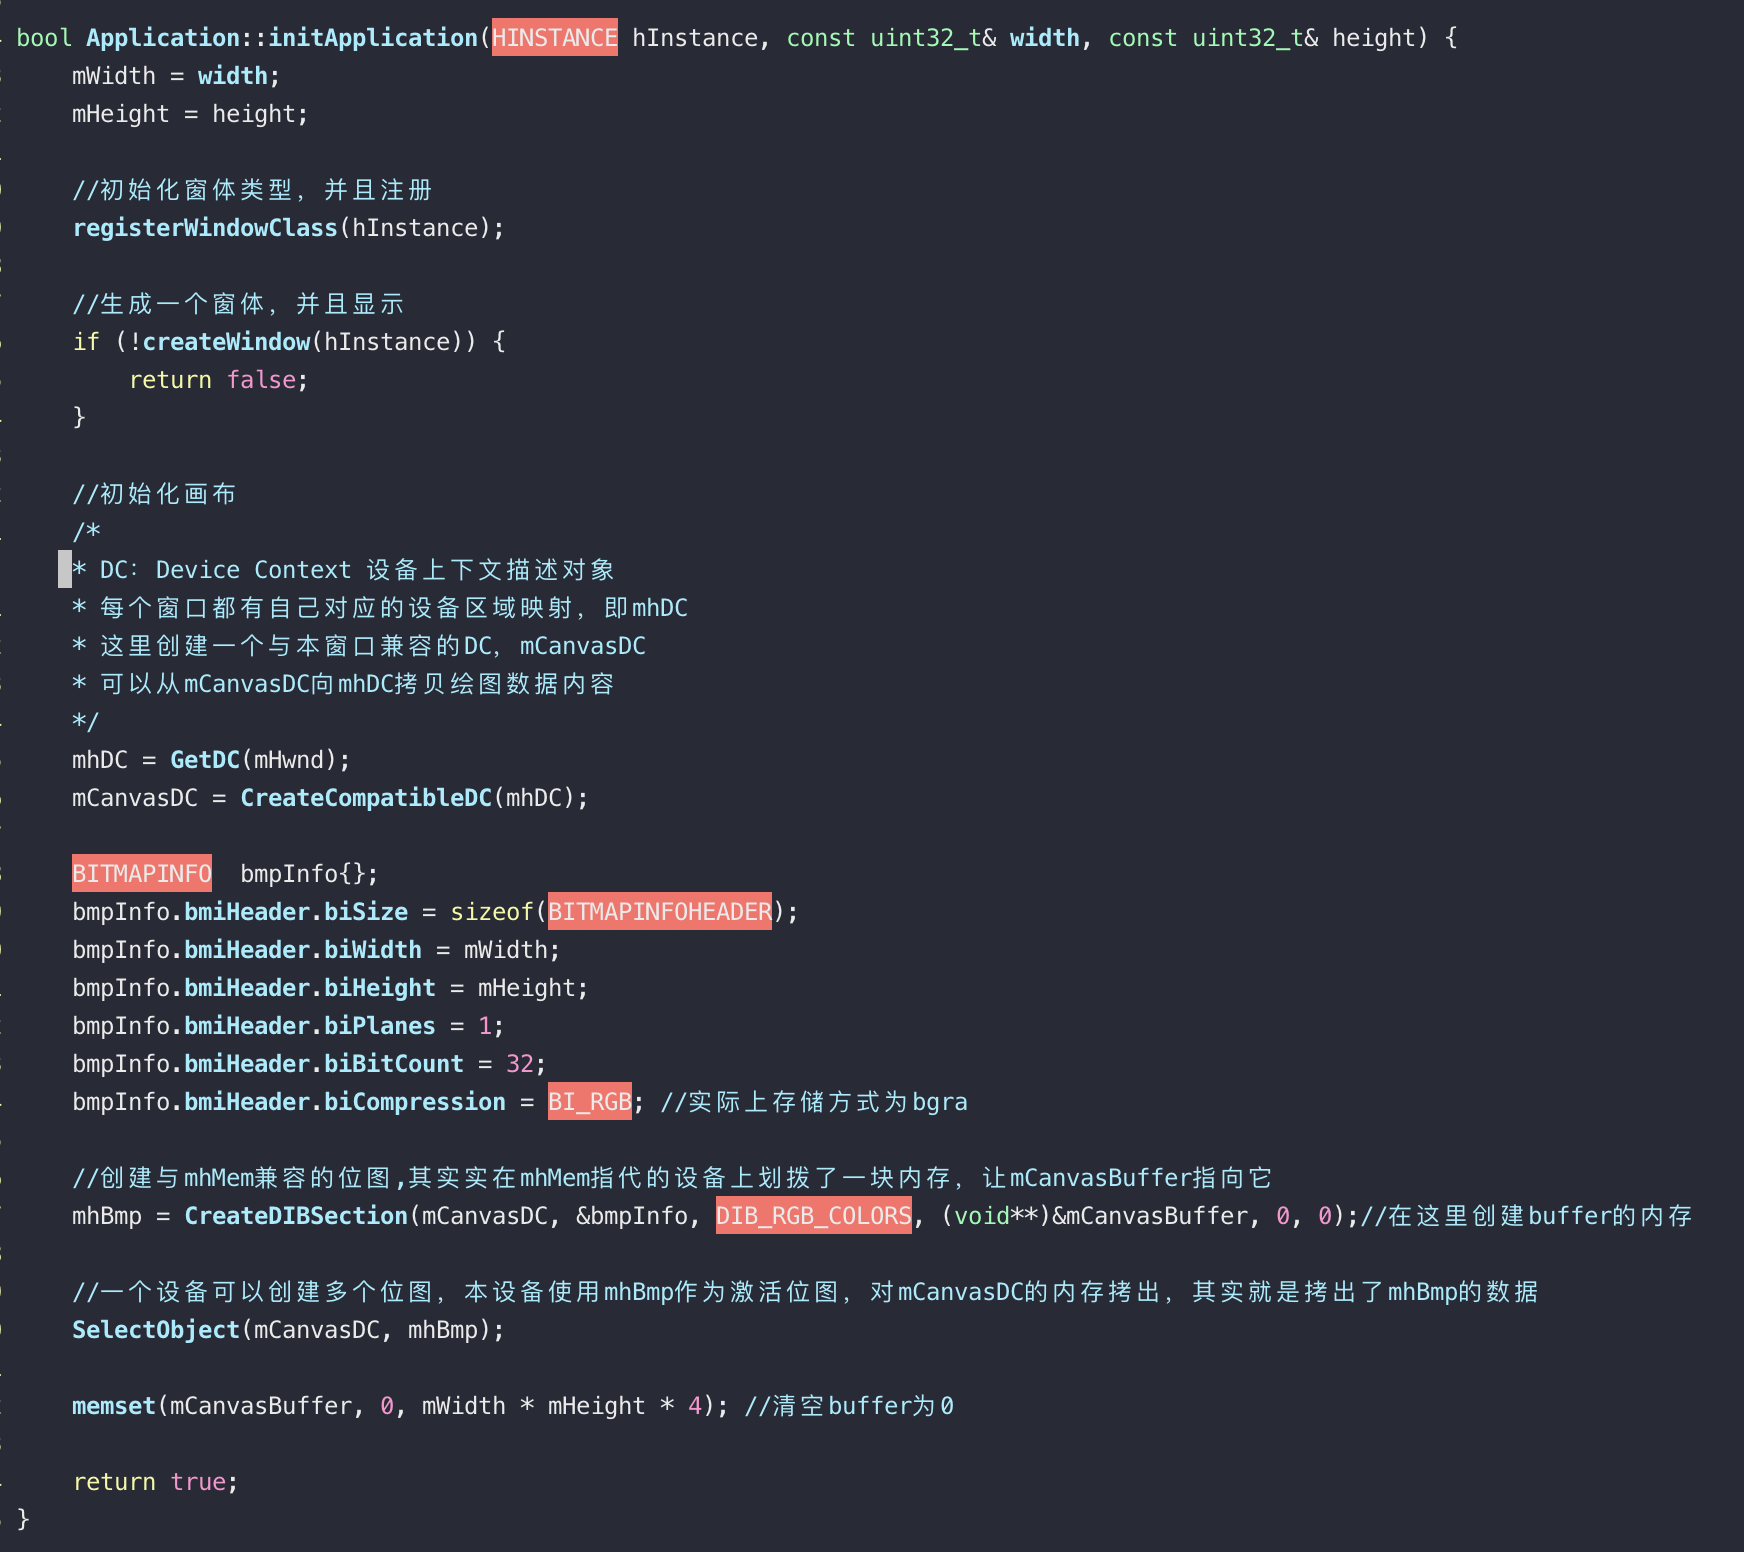 bool Application::initApplication(HINSTANCE hInstance, const uint32_t& width, const uint32_t& height) {
    mWidth = width;
    mHeight = height;

    //初始化窗体类型，并且注册
    registerWindowClass(hInstance);

    //生成一个窗体，并且显示
    if (!createWindow(hInstance)) {
        return false;
    }

    //初始化画布
    /*
    * DC：Device Context 设备上下文描述对象
    * 每个窗口都有自己对应的设备区域映射，即mhDC
    * 这里创建一个与本窗口兼容的DC，mCanvasDC
    * 可以从mCanvasDC向mhDC拷贝绘图数据内容
    */
    mhDC = GetDC(mHwnd);
    mCanvasDC = CreateCompatibleDC(mhDC);

    BITMAPINFO  bmpInfo{};
    bmpInfo.bmiHeader.biSize = sizeof(BITMAPINFOHEADER);
    bmpInfo.bmiHeader.biWidth = mWidth;
    bmpInfo.bmiHeader.biHeight = mHeight;
    bmpInfo.bmiHeader.biPlanes = 1;
    bmpInfo.bmiHeader.biBitCount = 32;
    bmpInfo.bmiHeader.biCompression = BI_RGB; //实际上存储方式为bgra

    //创建与mhMem兼容的位图,其实实在mhMem指代的设备上划拨了一块内存，让mCanvasBuffer指向它
    mhBmp = CreateDIBSection(mCanvasDC, &bmpInfo, DIB_RGB_COLORS, (void**)&mCanvasBuffer, 0, 0);//在这里创建buffer的内存

    //一个设备可以创建多个位图，本设备使用mhBmp作为激活位图，对mCanvasDC的内存拷出，其实就是拷出了mhBmp的数据
    SelectObject(mCanvasDC, mhBmp);

    memset(mCanvasBuffer, 0, mWidth * mHeight * 4); //清空buffer为0

    return true;
}